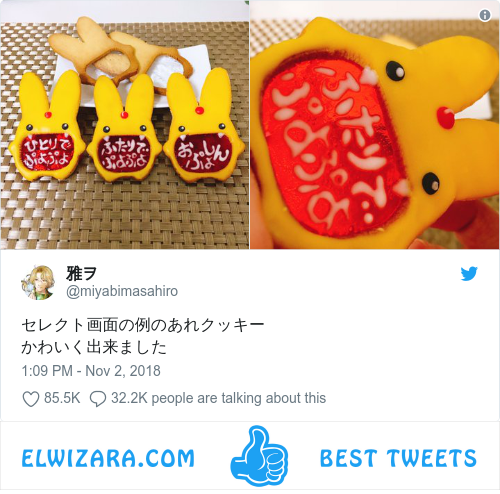 ひとりで
ぷよぷよ
ふたりで
ぷよぷよ
おぷしょん
ぷよ
ふたりで
ぷよぷよ
雅ヲ
@miyabimasahiro
セレクト画面の例のあれクッキー
かわいく出来ました
1:09 PM - Nov 2, 2018
85.5K 32.2K people are talking about this
ELWIZARA.COM BEST TWEETS